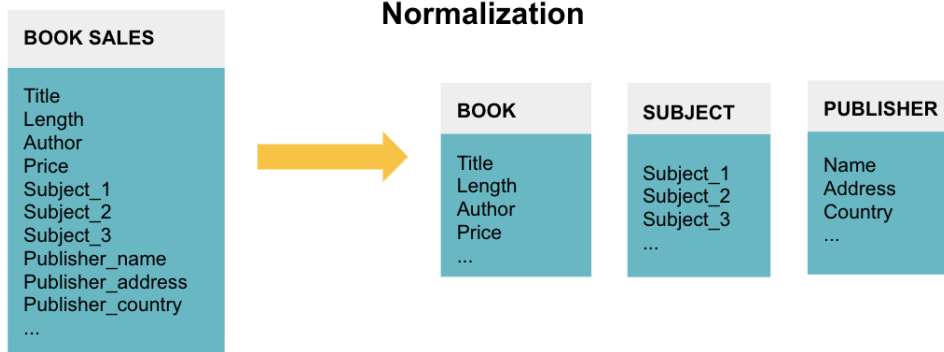 Normalization
BOOK SALES
Title
Length
Author
Price
Subject_1
Subject_2
Subject_3
Publisher_name
Publisher_address
Publisher_country
...
BOOK
Title
Length
Author
Price
...
SUBJECT
Subject_1
Subject_2
Subject_3
...
PUBLISHER
Name
Address
Country
...